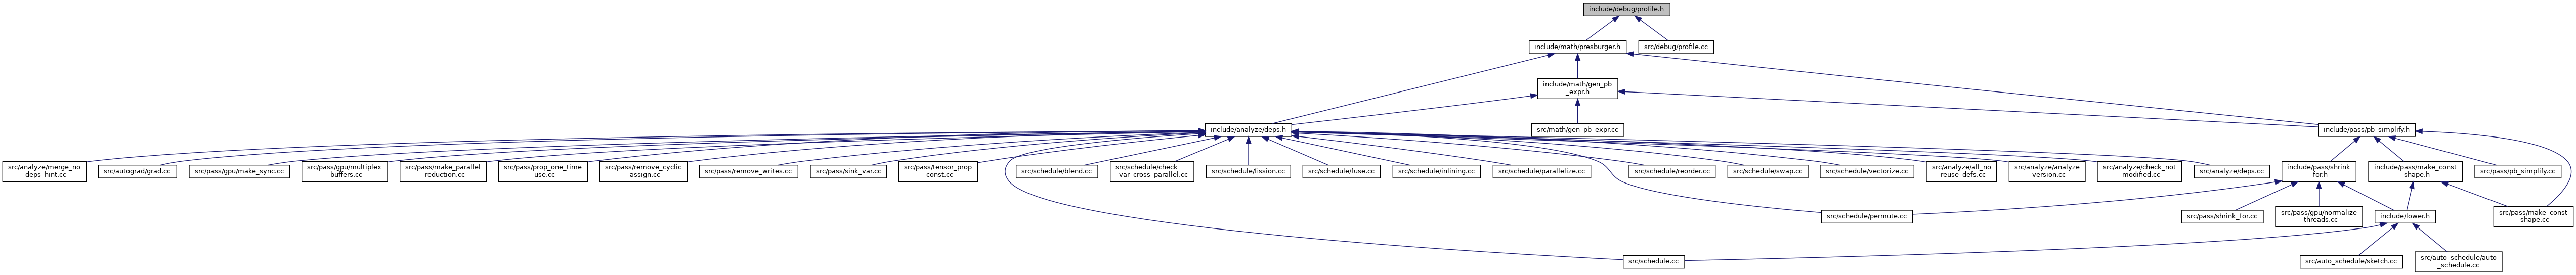 include/debug/profile.h
include/math/presburger.h
src/debug/profile.cc
include/math/gen_pb
_expr.h
include/analyze/deps.h
src/math/gen_pb_expr.cc
include/pass/pb_simplify.h
src/analyze/merge_no
_deps_hint.cc
src/autograd/grad.cc
src/pass/gpu/make_sync.cc
src/pass/gpu/multiplex
_buffers.cc
src/pass/make_parallel
_reduction.cc
src/pass/prop_one_time
_use.cc
src/pass/remove_cyclic
_assign.cc
src/pass/remove_writes.cc
src/pass/sink_var.cc
src/pass/tensor_prop
_const.cc
src/schedule/blend.cc
src/schedule/check
_var_cross_parallel.cc
src/schedule/fission.cc
src/schedule/fuse.cc
src/schedule/inlining.cc
src/schedule/parallelize.cc
src/schedule/reorder.cc
src/schedule/swap.cc
src/schedule/vectorize.cc
src/analyze/all_no
_reuse_defs.cc
src/analyze/analyze
_version.cc
src/analyze/check_not
_modified.cc
src/analyze/deps.cc
include/pass/shrink
_for.h
include/pass/make_const
_shape.h
src/pass/pb_simplify.cc
src/schedule/permute.cc
src/pass/shrink_for.cc
src/pass/gpu/normalize
_threads.cc
include/lower.h
src/pass/make_const
_shape.cc
src/schedule.cc
src/auto_schedule/sketch.cc
src/auto_schedule/auto
_schedule.cc